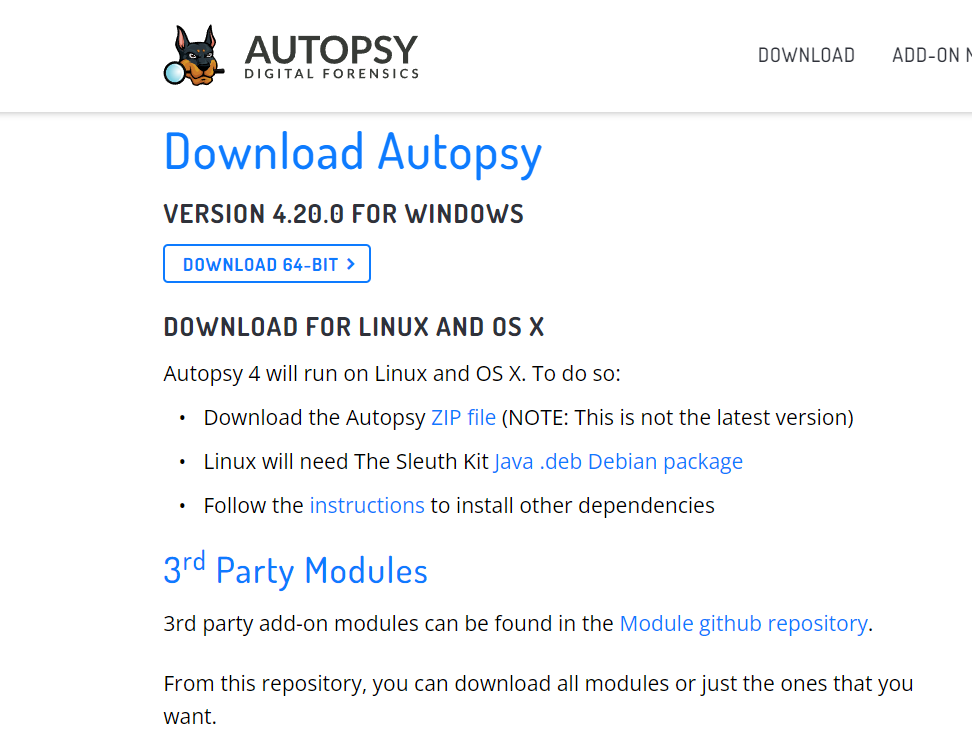 AUTOPSY
DIGITAL FORENSICS
DOWNLOAD
ADD-ON
Download Autopsy
VERSION 4.20.0 FOR WINDOWS
DOWNLOAD 64-BIT >
DOWNLOAD FOR LINUX AND OS X
Autopsy 4 will run on Linux and OS X. To do so:
• Download the Autopsy ZIP file (NOTE: This is not the latest version)
• Linux will need The Sleuth Kit Java .deb Debian package
• Follow the instructions to install other dependencies
3rd Party Modules
3rd party add-on modules can be found in the Module github repository.
From this repository, you can download all modules or just the ones that you
want.